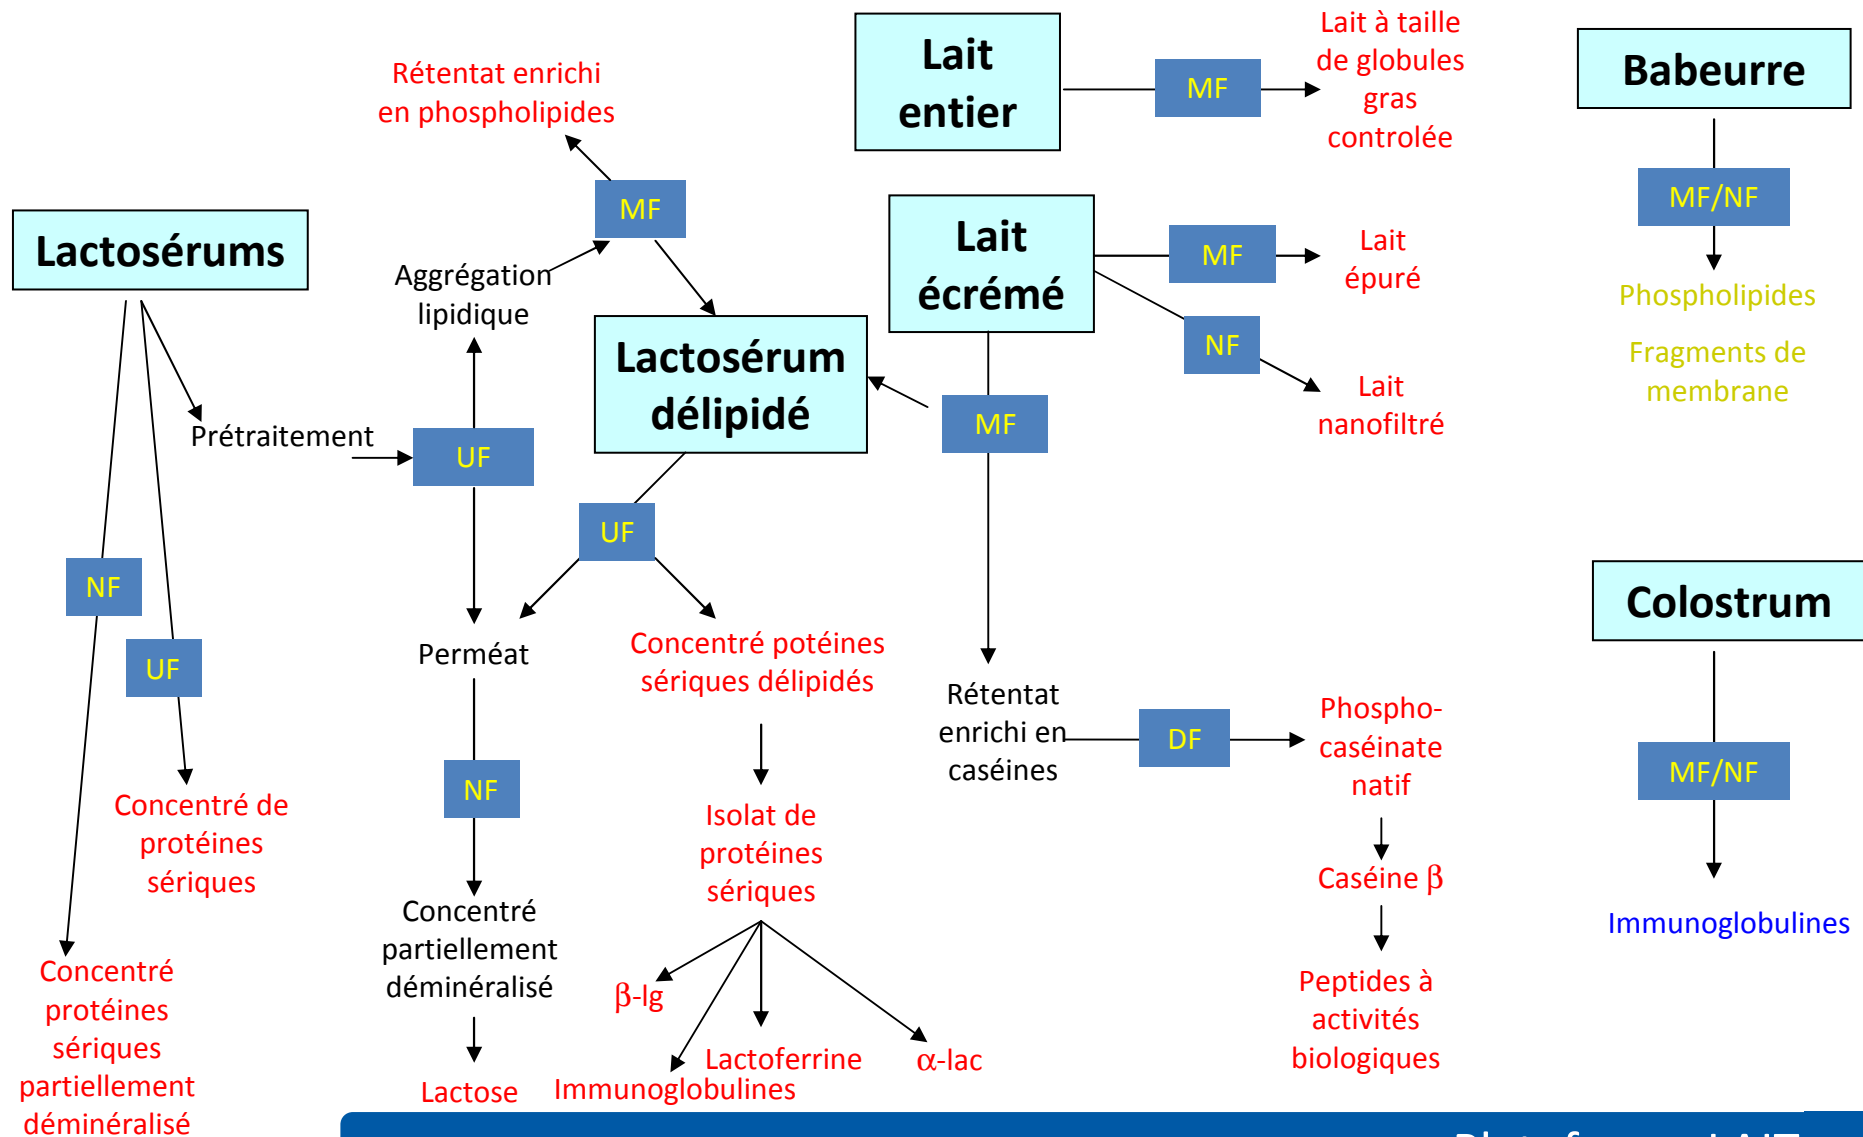 Lait
entier
MF
Lait à taille
de globules
gras
controlée
Babeurre
MF/NF
Phospholipides
Fragments de
membrane
Rétentat enrichi
en phospholipides
MF
Lactosérums
Aggrégation
lipidique
Lait
écrémé
MF
Lait
épuré
NF
Lait
nanofiltré
Lactosérum
délipidé
MF
Prétraitement
UF
UF
NF
UF
Perméat
Concentré potéines
sériques délipidés
Rétentat
enrichi en
caséines
DF
Phospho-
caséinate
natif
Colostrum
MF/NF
Immunoglobulines
NF
Concentré de
protéines
sériques
Isolat de
protéines
sériques
Caséine β
Peptides à
activités
biologiques
Concentré
partiellement
déminéralisé
Concentré
protéines
sériques
partiellement
déminéralisé
β-lg
Lactoferrine
α-lac
Immunoglobulines
Lactose